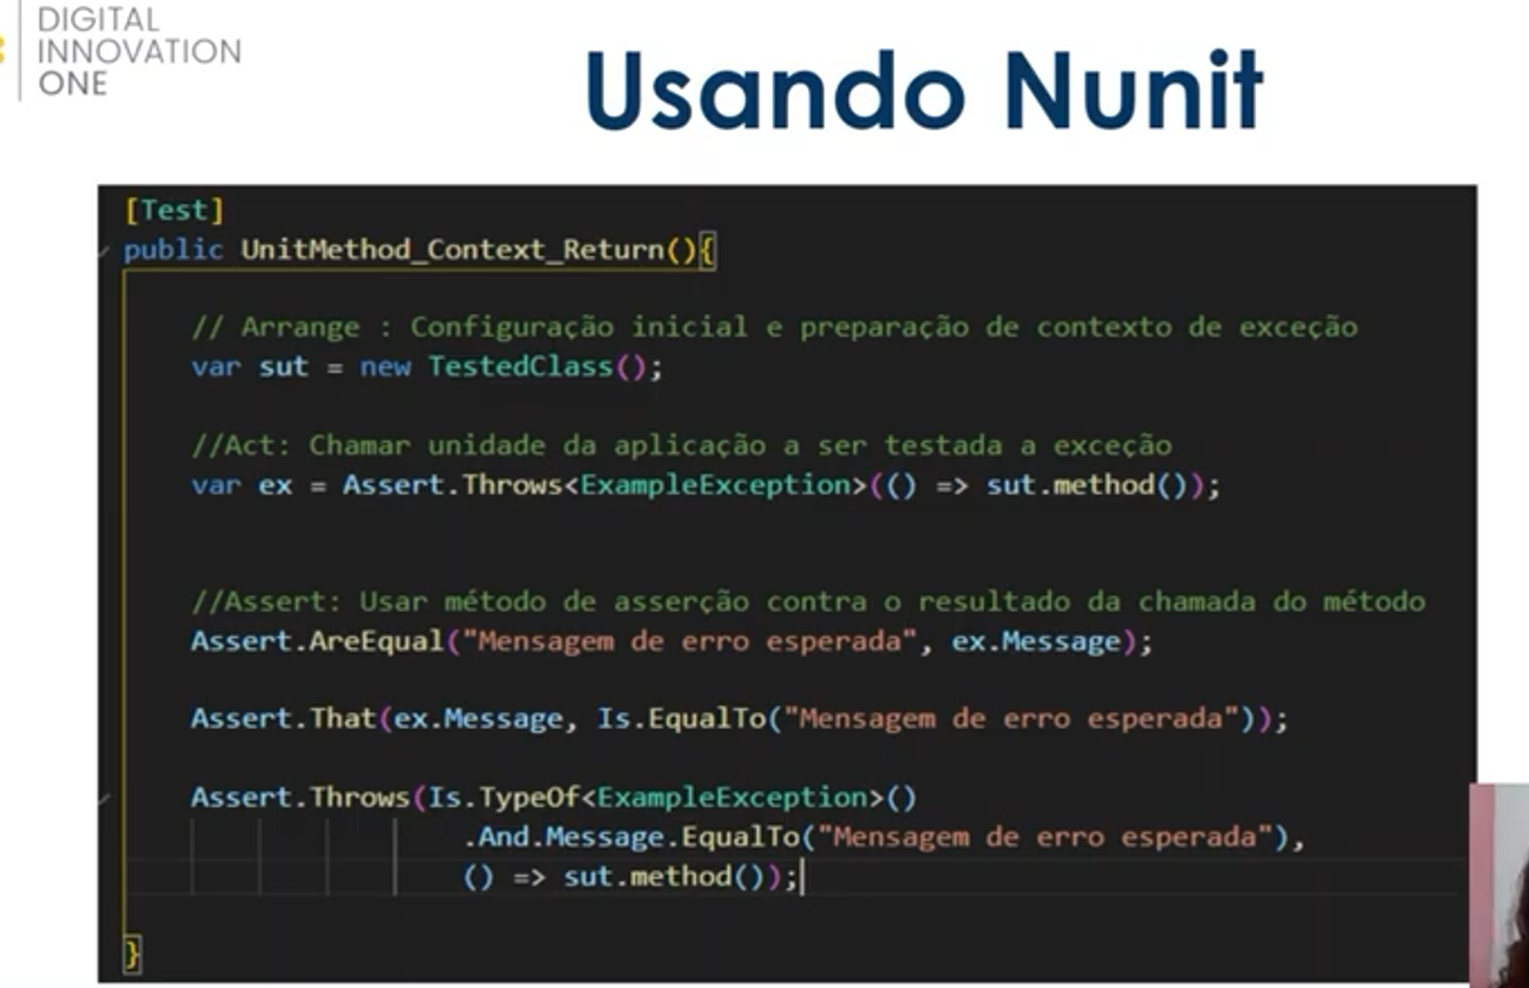 DIGITAL
INNOVATION
ONE
Usando Nunit
[Test]
public UnitMethod_Context_Return(){
// Arrange : Configuração inicial e preparação de contexto de exceção
var sut = new TestedClass();
//Act: Chamar unidade da aplicação a ser testada a exceção
var ex = Assert.Throws<ExampleException>(() => sut.method());
//Assert: Usar método de asserção contra o resultado da chamada do método
Assert.AreEqual("Mensagem de erro esperada", ex.Message);
Assert.That(ex.Message, Is.EqualTo("Mensagem de erro esperada"));
Assert.Throws(Is.TypeOf<ExampleException>()
.And.Message.EqualTo("Mensagem de erro esperada"),
() => sut.method());
}